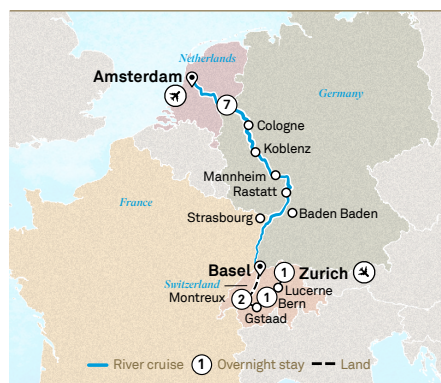 Netherlands
Amsterdam
7
Germany
Cologne
Koblenz
Mannheim
Rastatt
France
Strasbourg
Baden Baden
Basel
1
Zurich
Switzerland
Lucerne
Montreux
2
1
Bern
Gstaad
River cruise
1 Overnight stay
Land